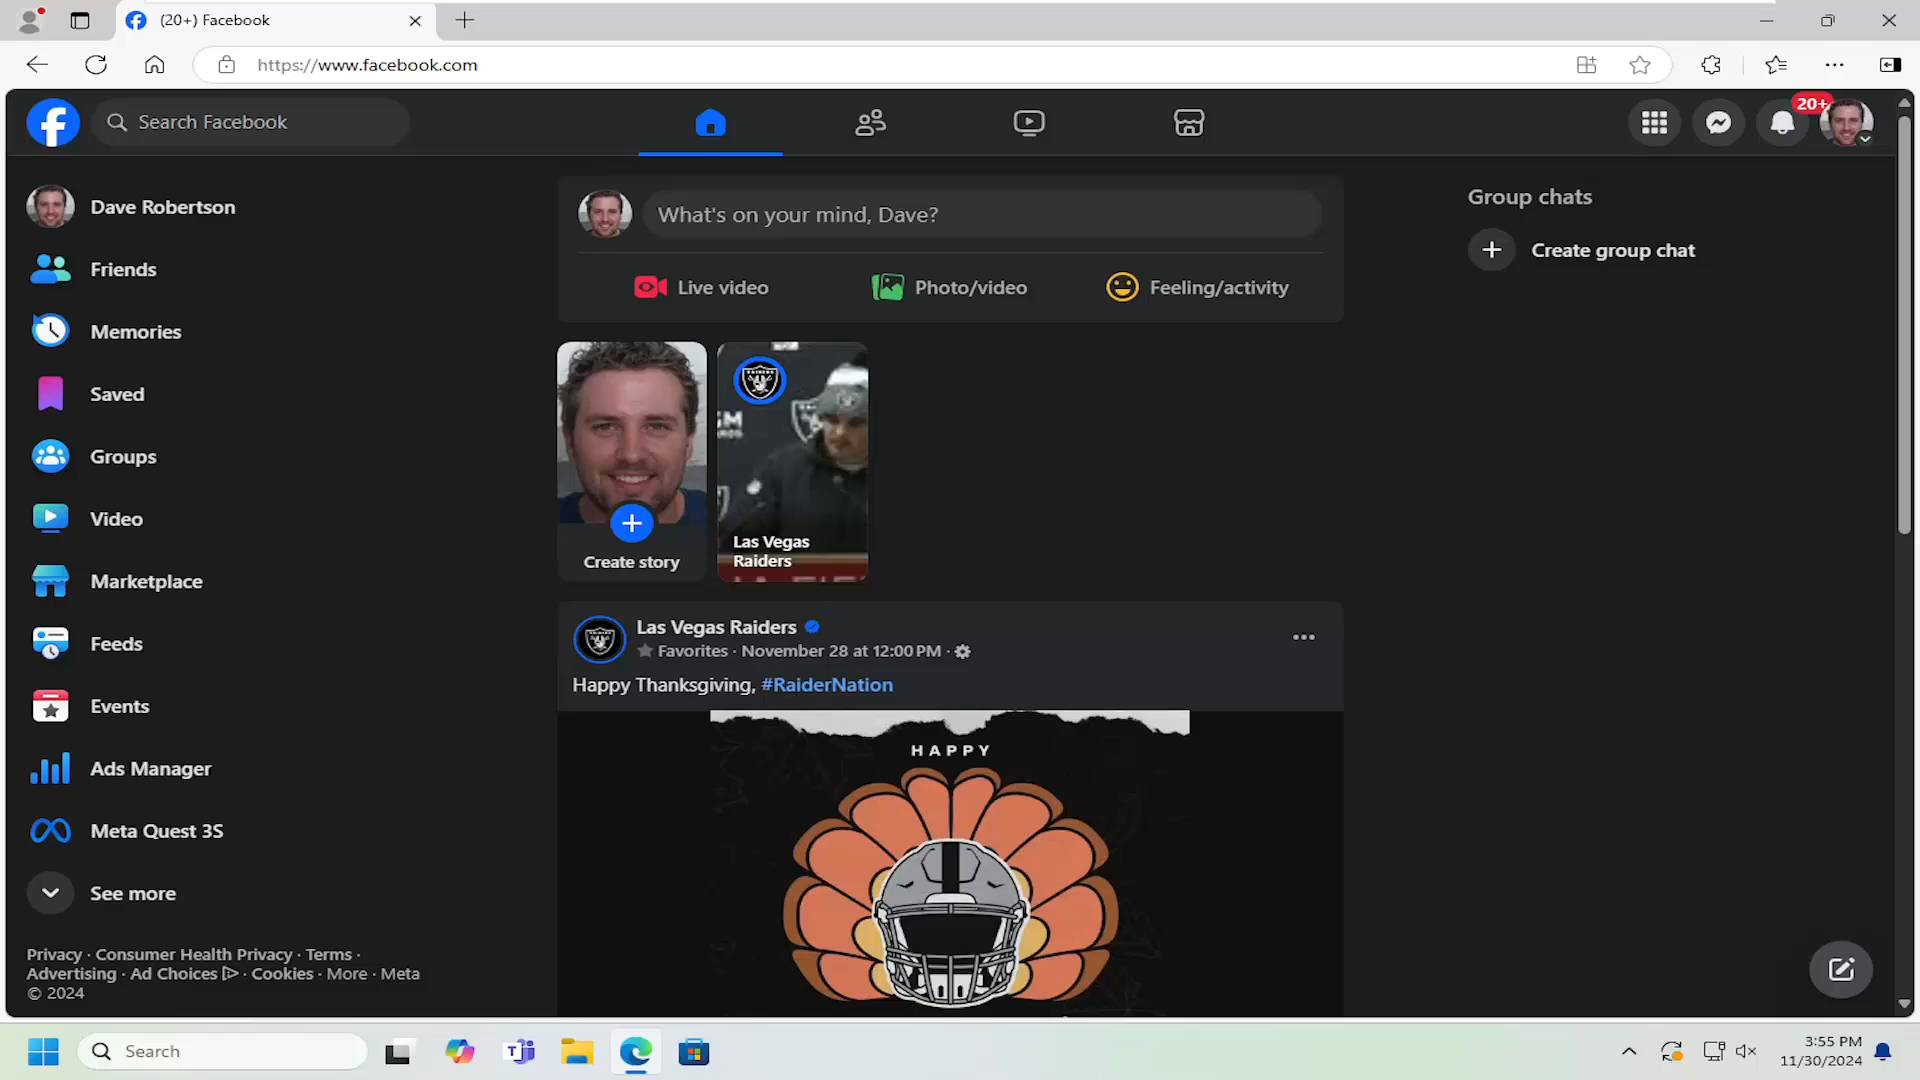 (20+) Facebook
https://www.facebook.com
Search Facebook
20+
Dave Robertson
Friends
Memories
Saved
Groups
Video
Marketplace
Feeds
Events
Ads Manager
Meta Quest 3S
See more
Privacy · Consumer Health Privacy · Terms ·
Advertising · Ad Choices · Cookies · More · Meta
© 2024
What's on your mind, Dave?
Live video
Photo/video
Feeling/activity
Create story
RAIDERS
Las Vegas
Raiders
Las Vegas Raiders
Favorites · November 28 at 12:00 PM ·
Happy Thanksgiving, #RaiderNation
HAPPY
Group chats
Create group chat
Search
3:55 PM
11/30/2024